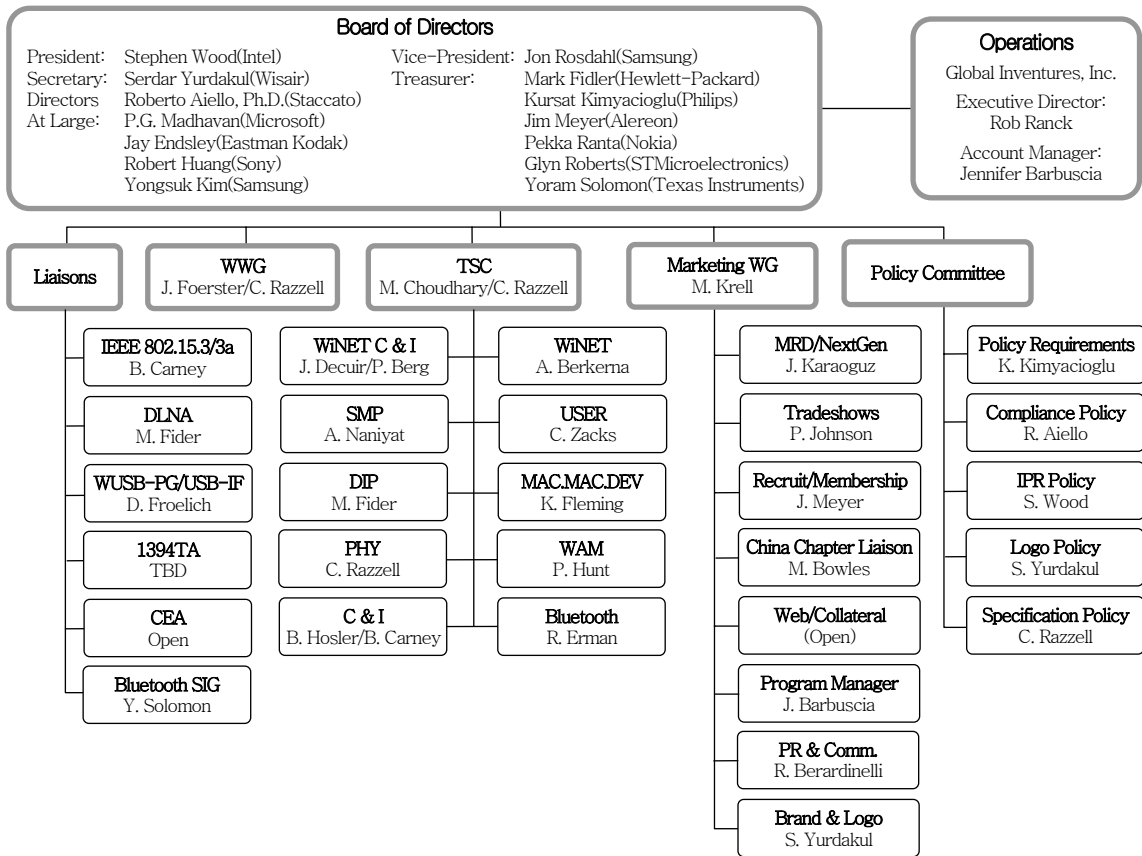 Board of Directors
President: Stephen Wood(Intel) Vice-President: Jon Rosdahl(Samsung)
Secretary: Serdar Yurdakul(Wisair) Treasurer: Mark Fidler(Hewlett-Packard)
Directors Roberto Aiello, Ph.D.(Staccato) Kursat Kimyacioglu(Philips)
At Large: P.G. Madhavan(Microsoft) Jim Meyer(Alereon)
Jay Endsley(Eastman Kodak) Pekka Ranta(Nokia)
Robert Huang(Sony) Glyn Roberts(STMicroelectronics)
Yongsuk Kim(Samsung) Yoram Solomon(Texas Instruments)
Operations
Global Inventures, Inc.
Executive Director:
Rob Ranck
Account Manager:
Jennifer Barbuscia
Liaisons
WWG
J. Foerster/C. Razzell
TSC
M. Choudhary/C. Razzell
Marketing WG
M. Krell
Policy Committee
IEEE 802.15.3/3a
B. Carney
DLNA
M. Fider
WUSB-PG/USB-IF
D. Froelich
1394TA
TBD
CEA
Open
Bluetooth SIG
Y. Solomon
WiNET C & I
J. Decuir/P. Berg
SMP
A. Naniyat
DIP
M. Fider
PHY
C. Razzell
C & I
B. Hosler/B. Carney
WiNET
A. Berkerna
USER
C. Zacks
MAC.MAC.DEV
K. Fleming
WAM
P. Hunt
Bluetooth
R. Erman
MRD/NextGen
J. Karaoguz
Tradeshows
P. Johnson
Recruit/Membership
J. Meyer
China Chapter Liaison
M. Bowles
Web/Collateral
(Open)
Program Manager
J. Barbuscia
PR & Comm.
R. Berardinelli
Brand & Logo
S. Yurdakul
Policy Requirements
K. Kimyacioglu
Compliance Policy
R. Aiello
IPR Policy
S. Wood
Logo Policy
S. Yurdakul
Specification Policy
C. Razzell